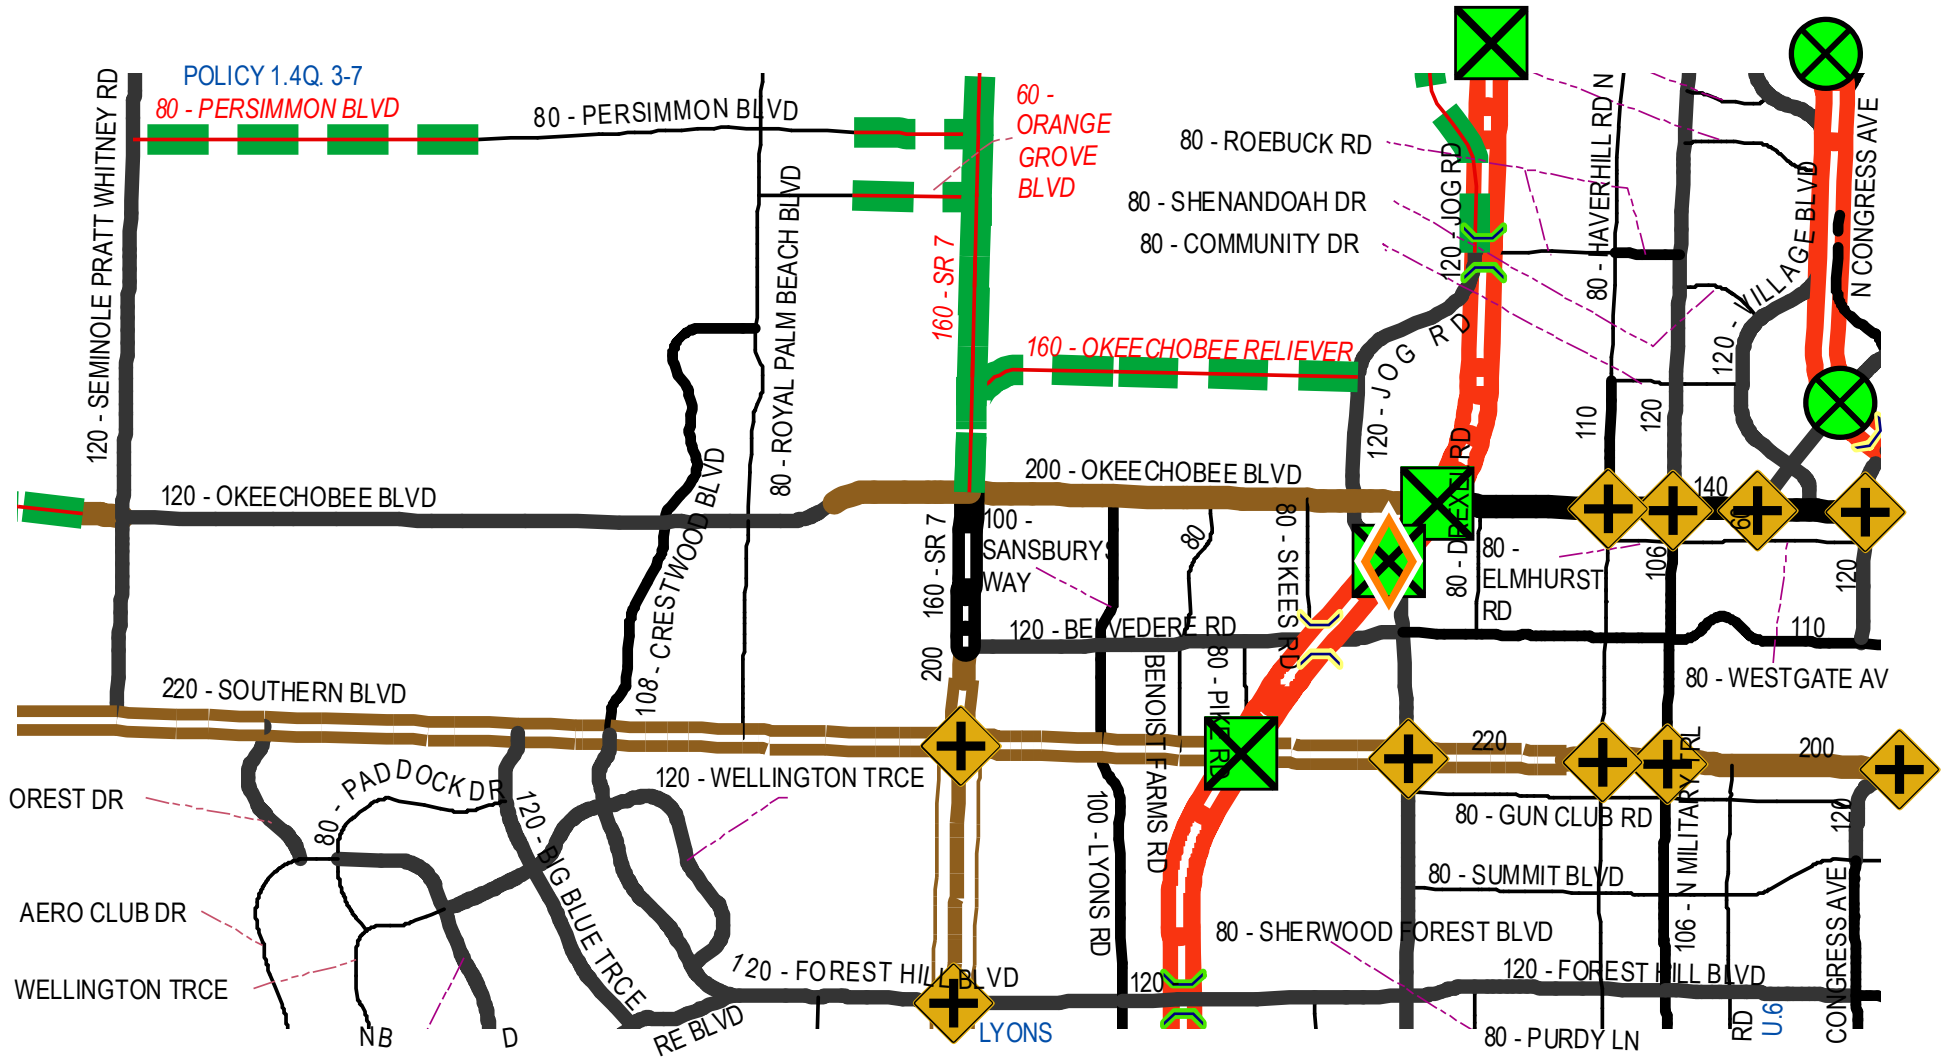 POLICY 1.4Q. 3-7
80 - PERSIMMON BLVD
80 - PERSIMMON BLVD
60 -
ORANGE
GROVE
BLVD
80 - ROEBUCK RD
80 - SHENANDOAH DR
80 - COMMUNITY DR
120 - SEMINOLE PRATT WHITNEY RD
80 - ROYAL PALM BEACH BLVD
160 - SR 7
120 - JOG RD
80 - HAVERHILL RD N
120 - VILLAGE BLVD
N CONGRESS AVE
160 - OKEECHOBEE RELIEVER
120 - JOG RD
110
120
200 - OKEECHOBEE BLVD
120 - OKEECHOBEE BLVD
140
60
108 - CRESTWOOD BLVD
160 - SR 7
100 -
SANSBURYS
WAY
80
80 - SKEES RD
80 - DREXEL RD
80 -
ELMHURST
RD
106
120
120 - BELVEDERE RD
110
200
80 - WESTGATE AV
220 - SOUTHERN BLVD
BENOIST FARMS RD
80 - PIKE RD
220
200
120 - WELLINGTON TRCE
OREST DR
80 - PADDOCK DR
120 - BIG BLUE TRCE
100 - LYONS RD
80 - GUN CLUB RD
106 - N MILITARY TRL
120
80 - SUMMIT BLVD
AERO CLUB DR
80 - SHERWOOD FOREST BLVD
CONGRESS AVE
WELLINGTON TRCE
120 - FOREST HILL BLVD
120
120 - FOREST HILL BLVD
NB
D
RE BLVD
LYONS
80 - PURDY LN
RD
U.6